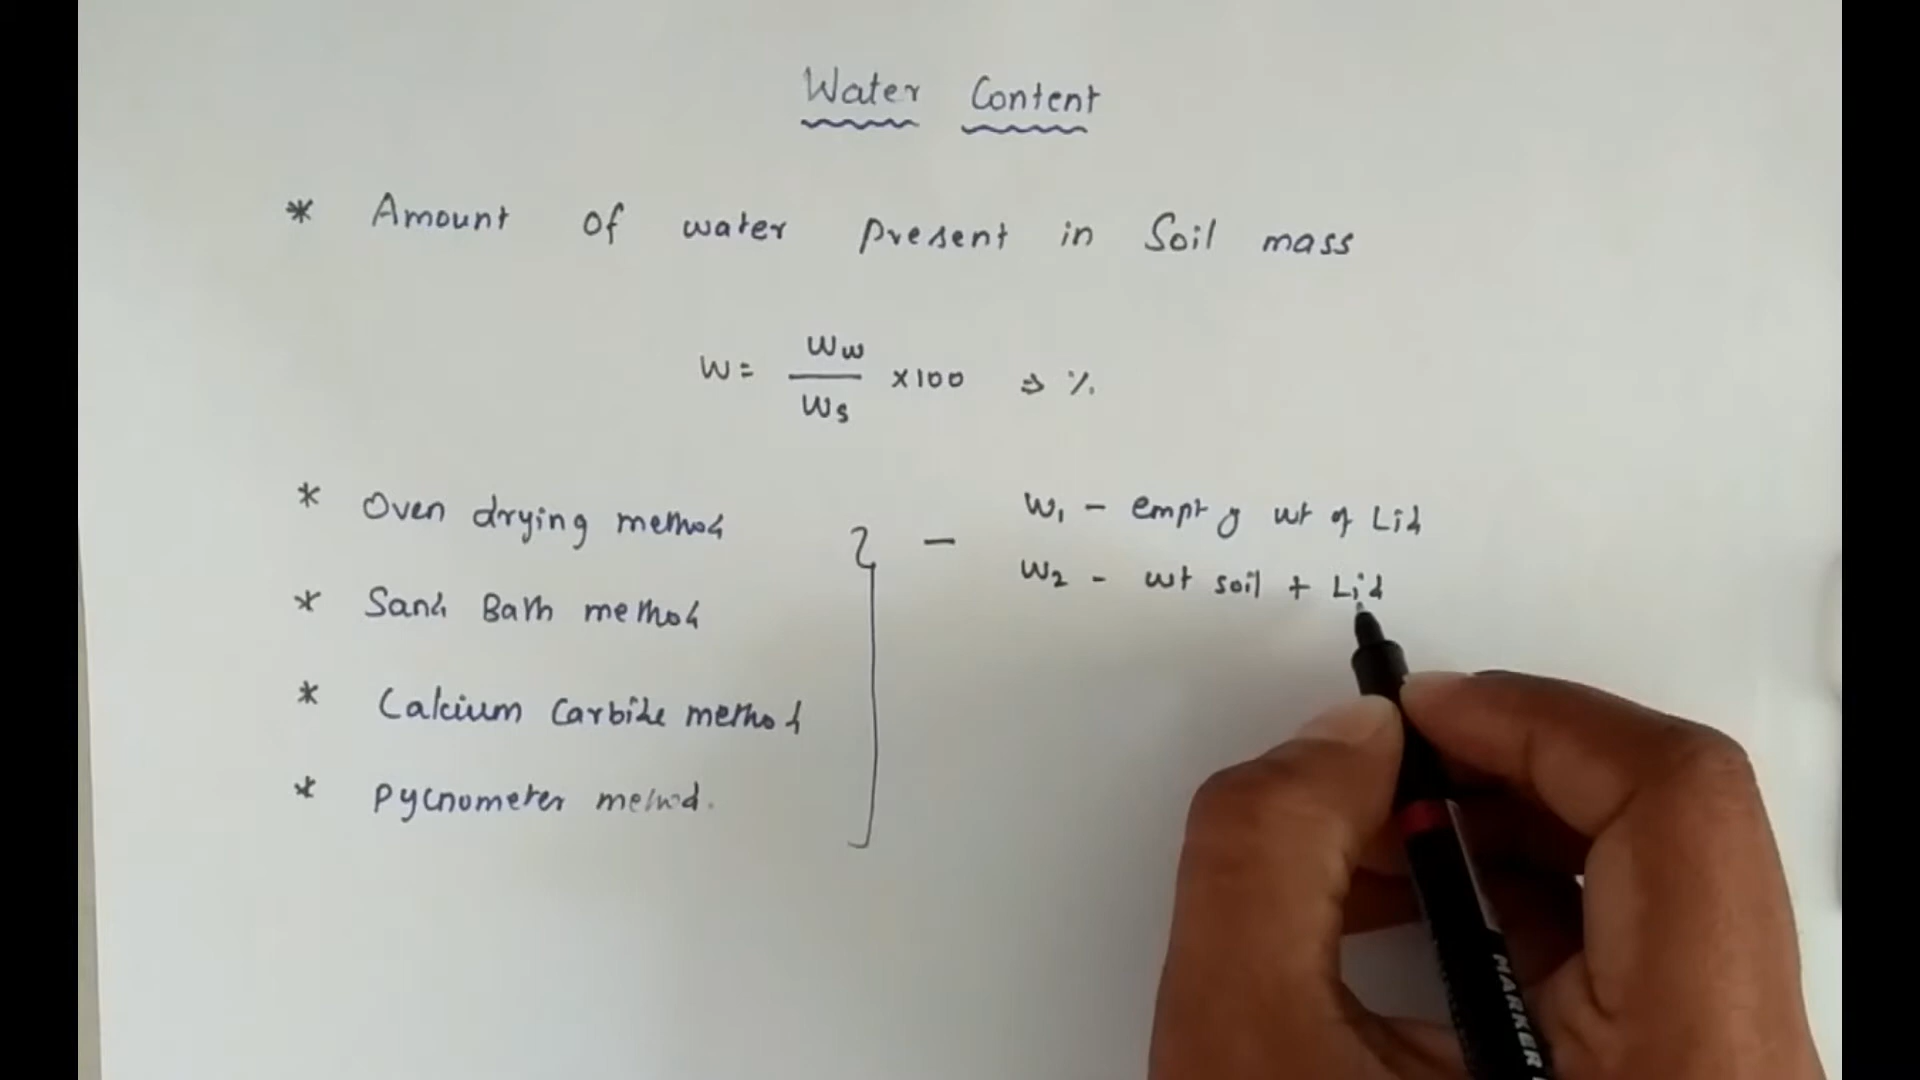 Water Content
* Amount of water present in Soil mass
W = Ww / Ws ×100 ⇒ %
* Oven drying method
* Sand Bath method
* Calcium Carbide method
* Pycnometer method.
W1 - empty wt of Lid
W2 - wt soil + Lid
MARKER